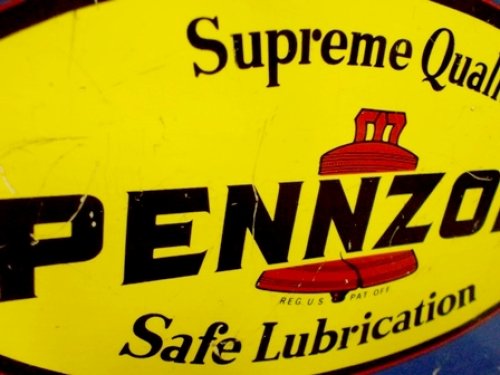 Supreme Quali
PENNZO
REG. U.S. PAT. OFF.
Safe Lubrication